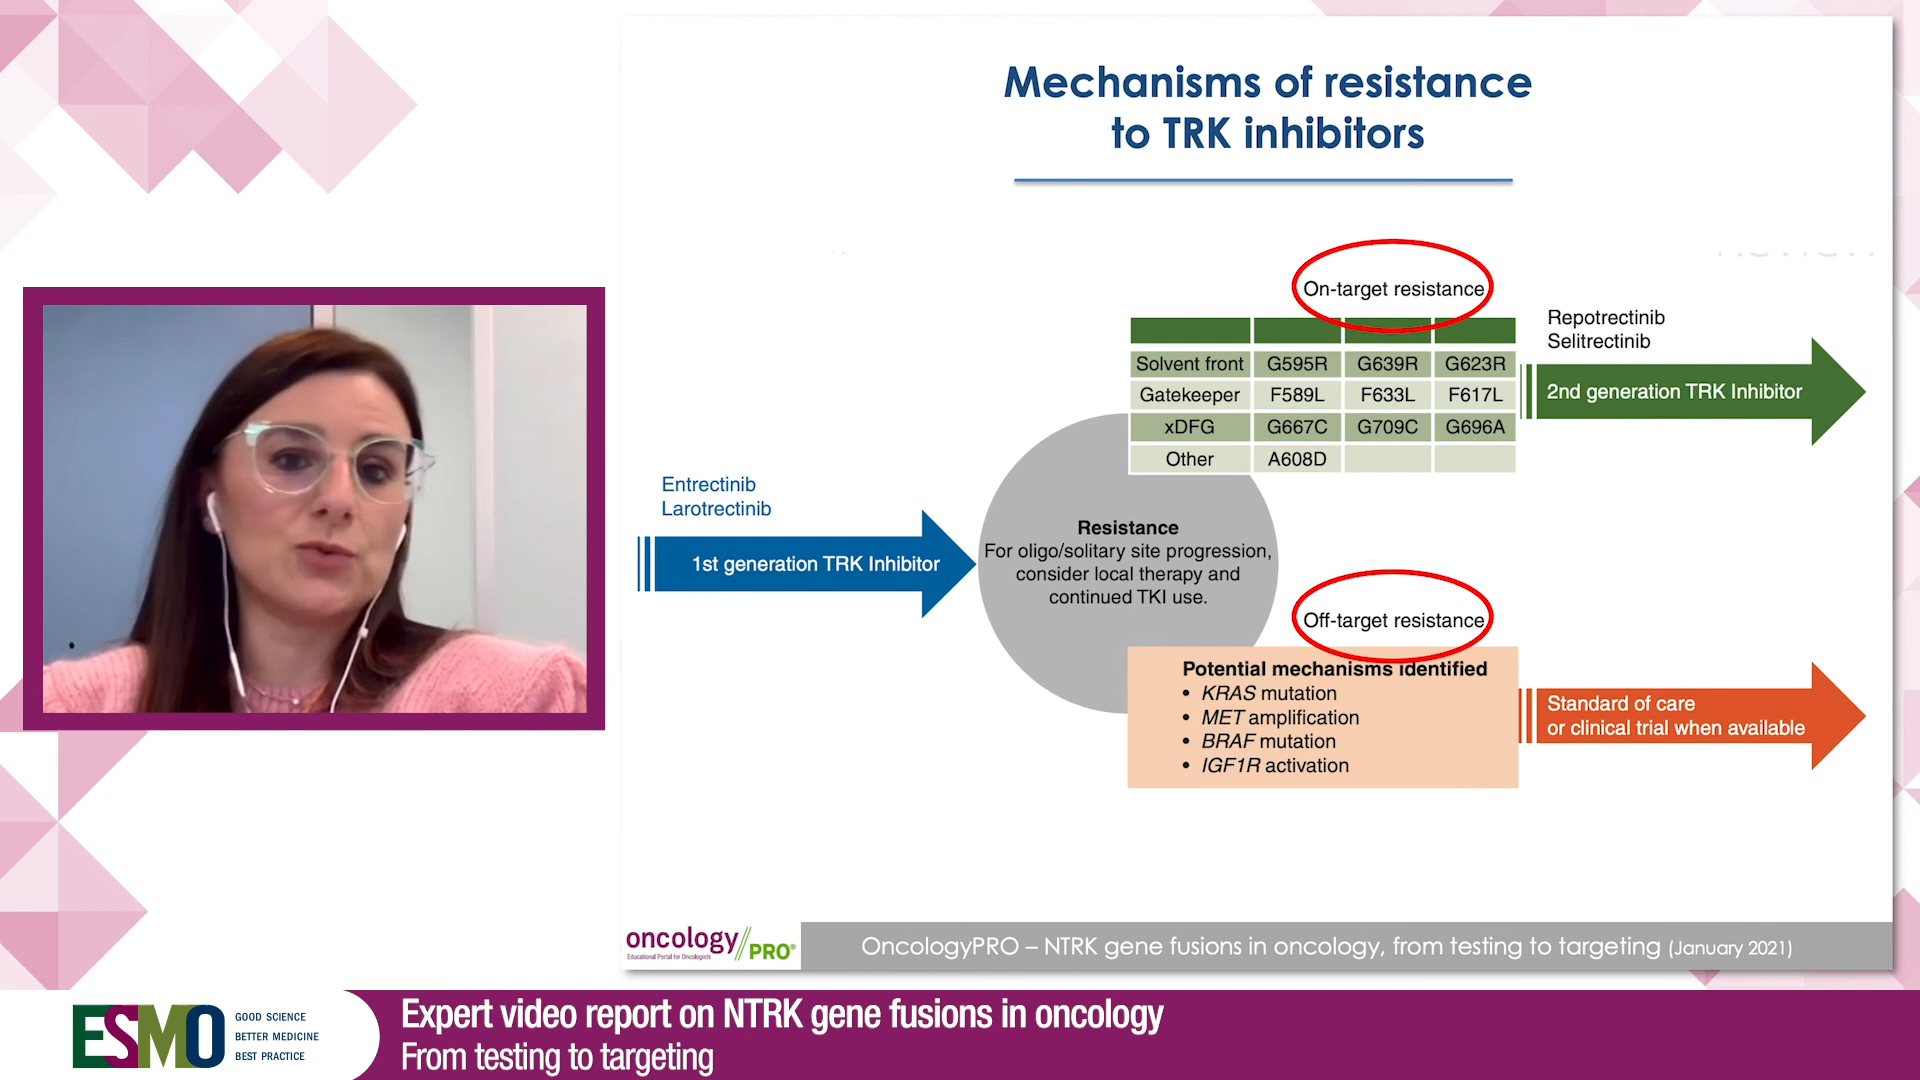 Mechanisms of resistance
to TRK inhibitors
On-target resistance
Solvent front G595R G639R G623R
Gatekeeper F589L F633L F617L
xDFG G667C G709C G696A
Other A608D
Repotrectinib
Selitrectinib
2nd generation TRK Inhibitor
Entrectinib
Larotrectinib
1st generation TRK Inhibitor
Resistance
For oligo/solitary site progression,
consider local therapy and
continued TKI use.
Off-target resistance
Potential mechanisms identified
• KRAS mutation
• MET amplification
• BRAF mutation
• IGF1R activation
Standard of care
or clinical trial when available
oncology//PRO®
Educational Portal for Oncologists
OncologyPRO – NTRK gene fusions in oncology, from testing to targeting (January 2021)
ESMO
GOOD SCIENCE
BETTER MEDICINE
BEST PRACTICE
Expert video report on NTRK gene fusions in oncology
From testing to targeting